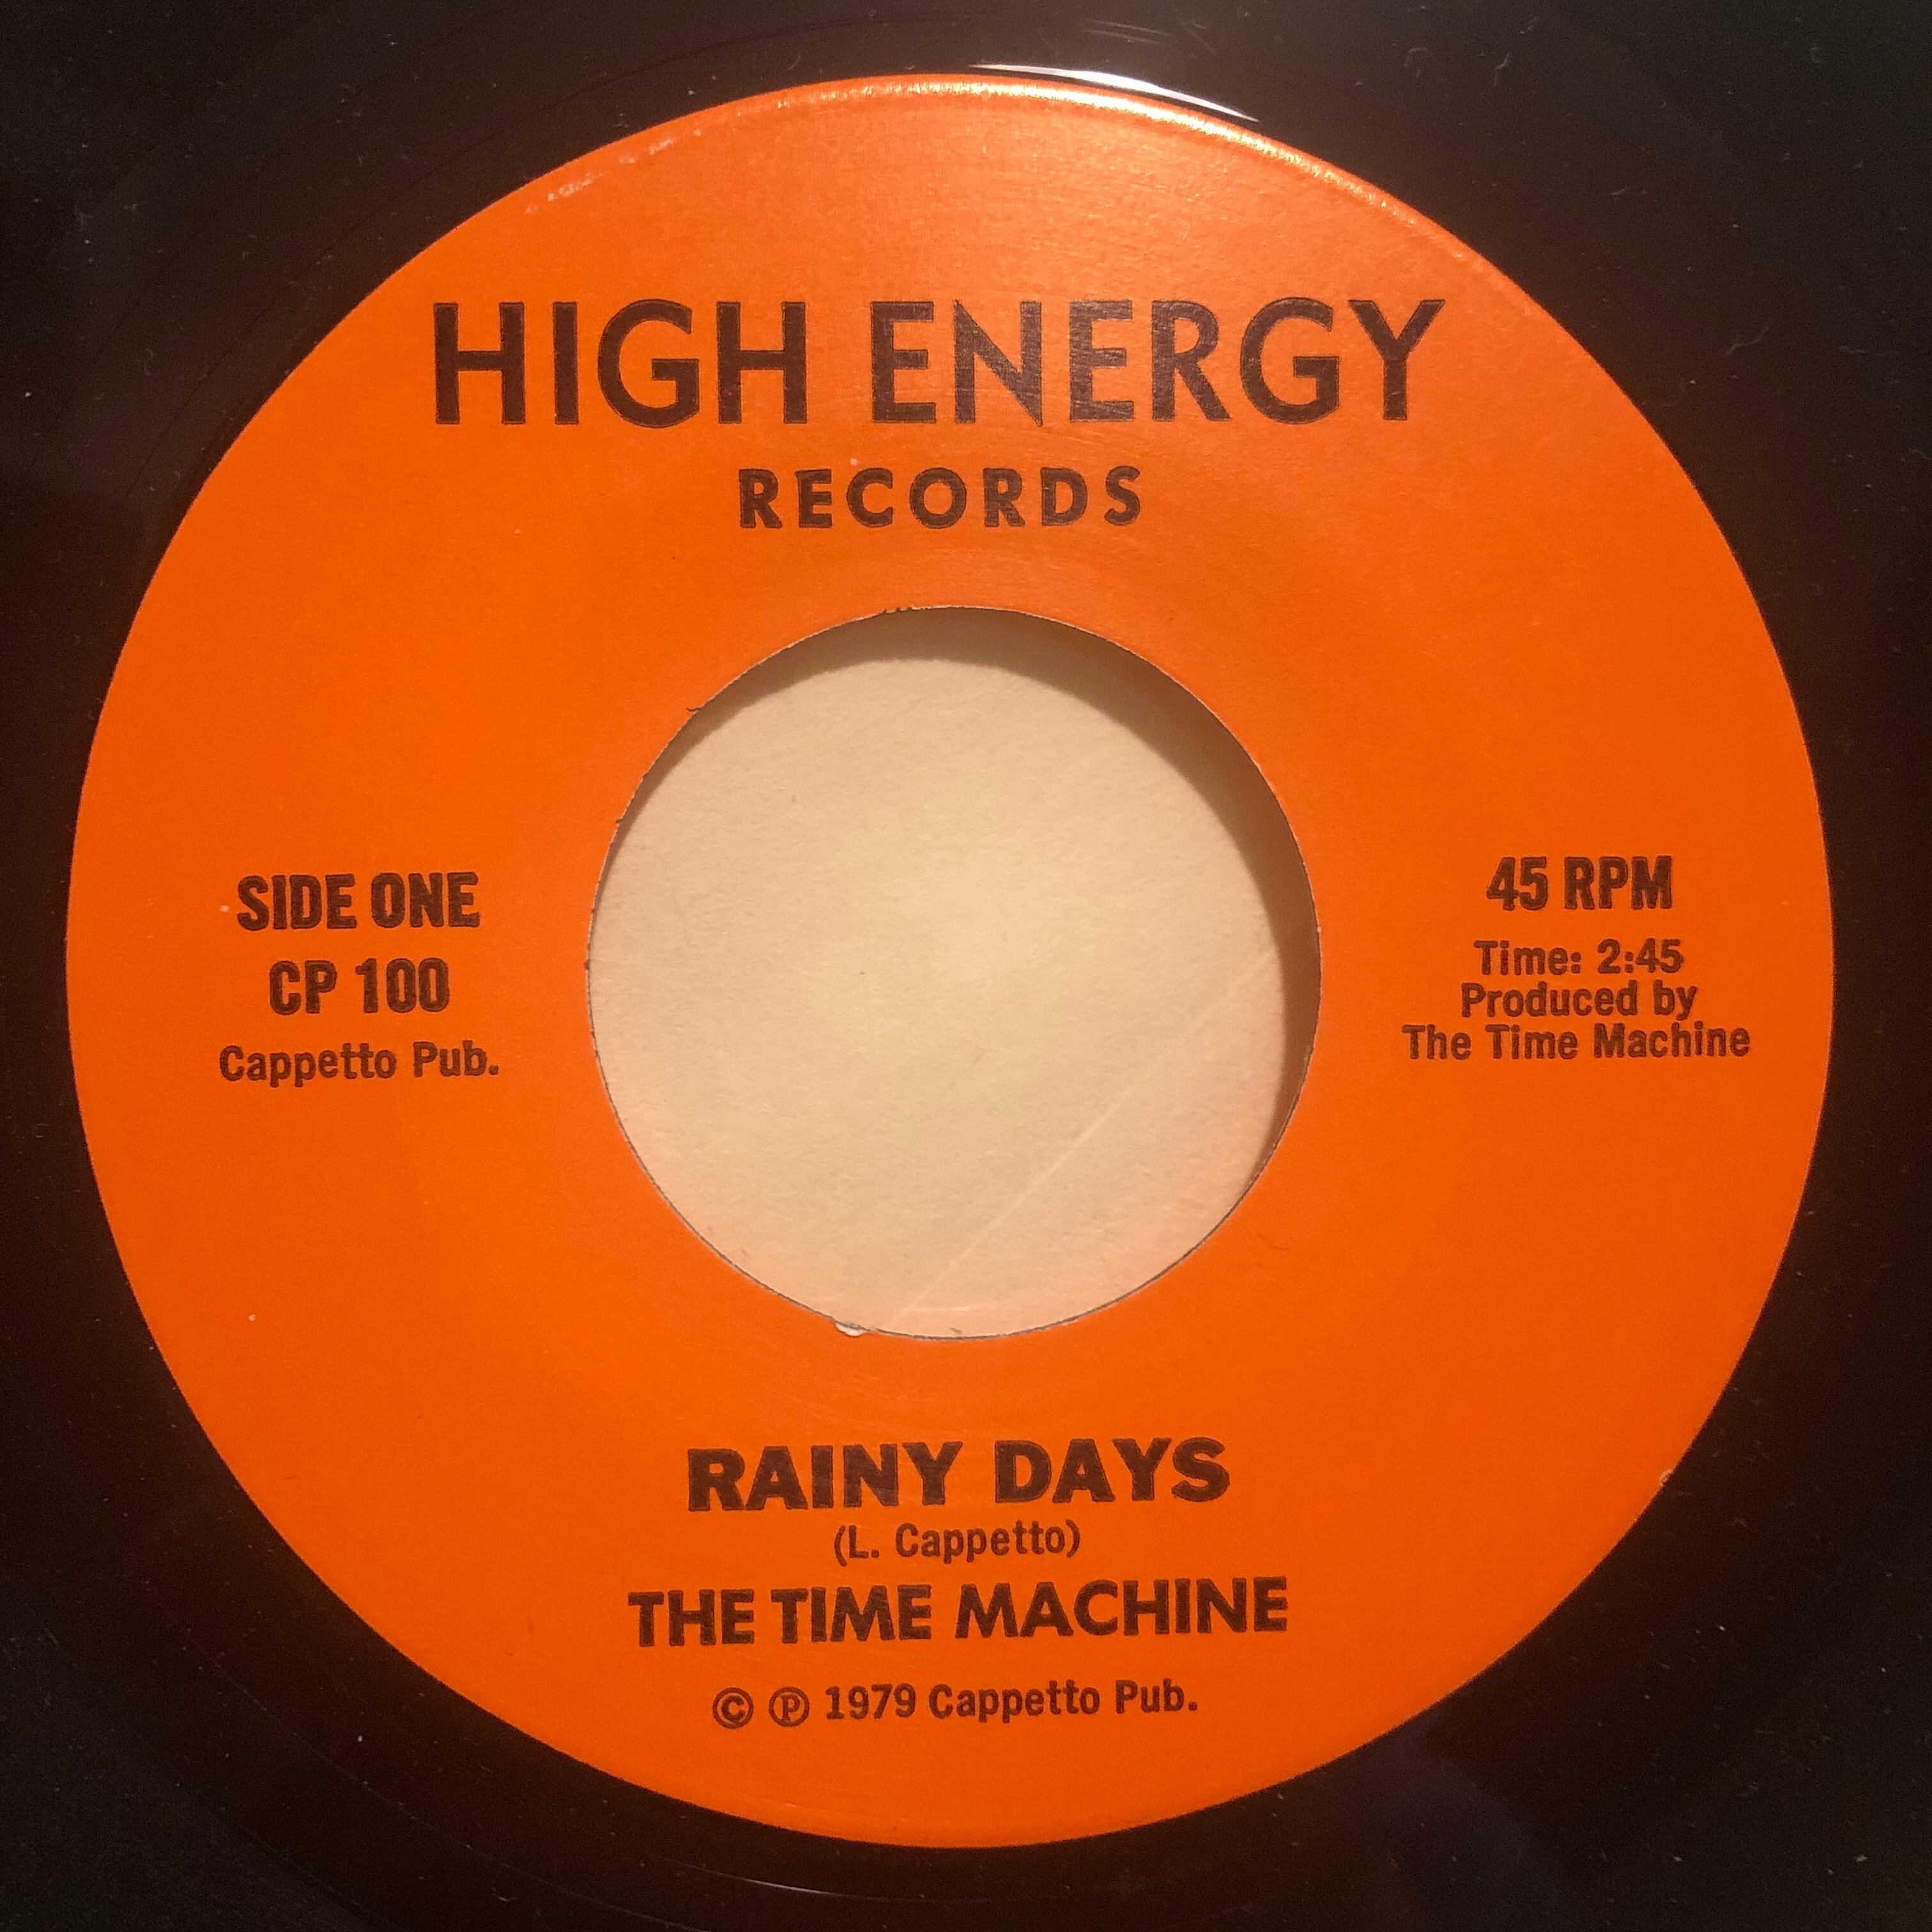 HIGH ENERGY
RECORDS
SIDE ONE
CP 100
Cappetto Pub.
45 RPM
Time: 2:45
Produced by
The Time Machine
RAINY DAYS
(L. Cappetto)
THE TIME MACHINE
© ℗ 1979 Cappetto Pub.